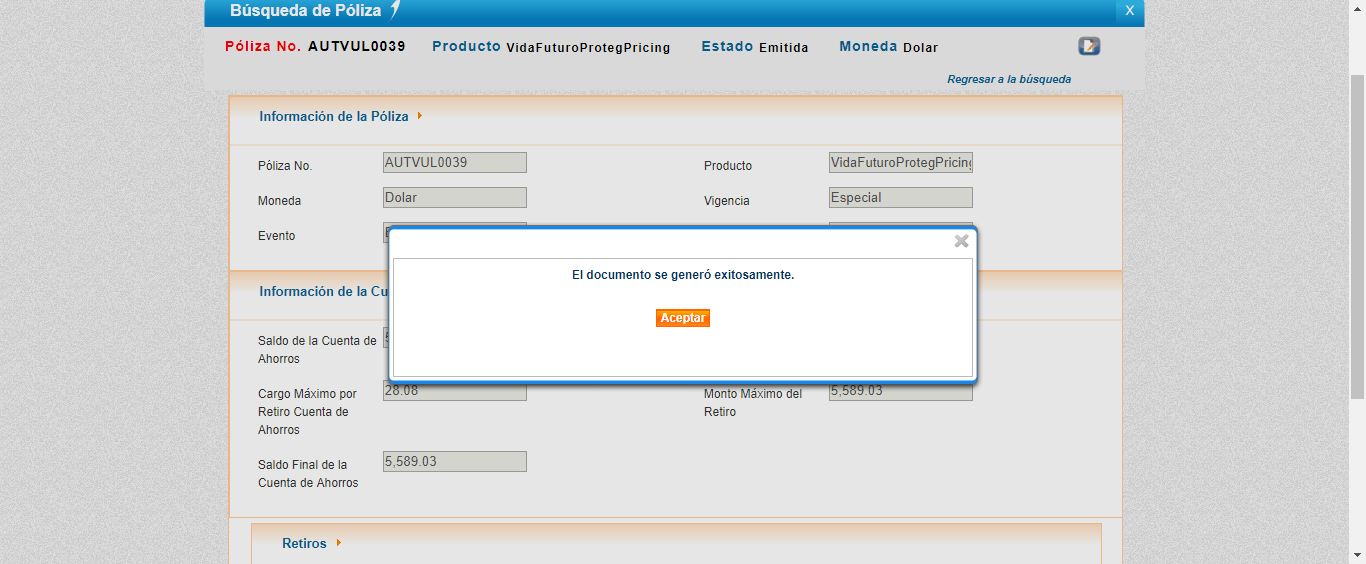 Búsqueda de Póliza
X
Póliza No. AUTVUL0039 Producto VidaFuturoProtegPricing Estado Emitida Moneda Dolar
Regresar a la búsqueda
Información de la Póliza
Póliza No. AUTVUL0039 Producto VidaFuturoProtegPricing
Moneda Dolar Vigencia Especial
Evento
El documento se generó exitosamente.
Aceptar
Información de la Cu
Saldo de la Cuenta de
Ahorros
Cargo Máximo por
Retiro Cuenta de
Ahorros
28.08
Monto Máximo del
Retiro
5,589.03
Saldo Final de la
Cuenta de Ahorros
5,589.03
Retiros